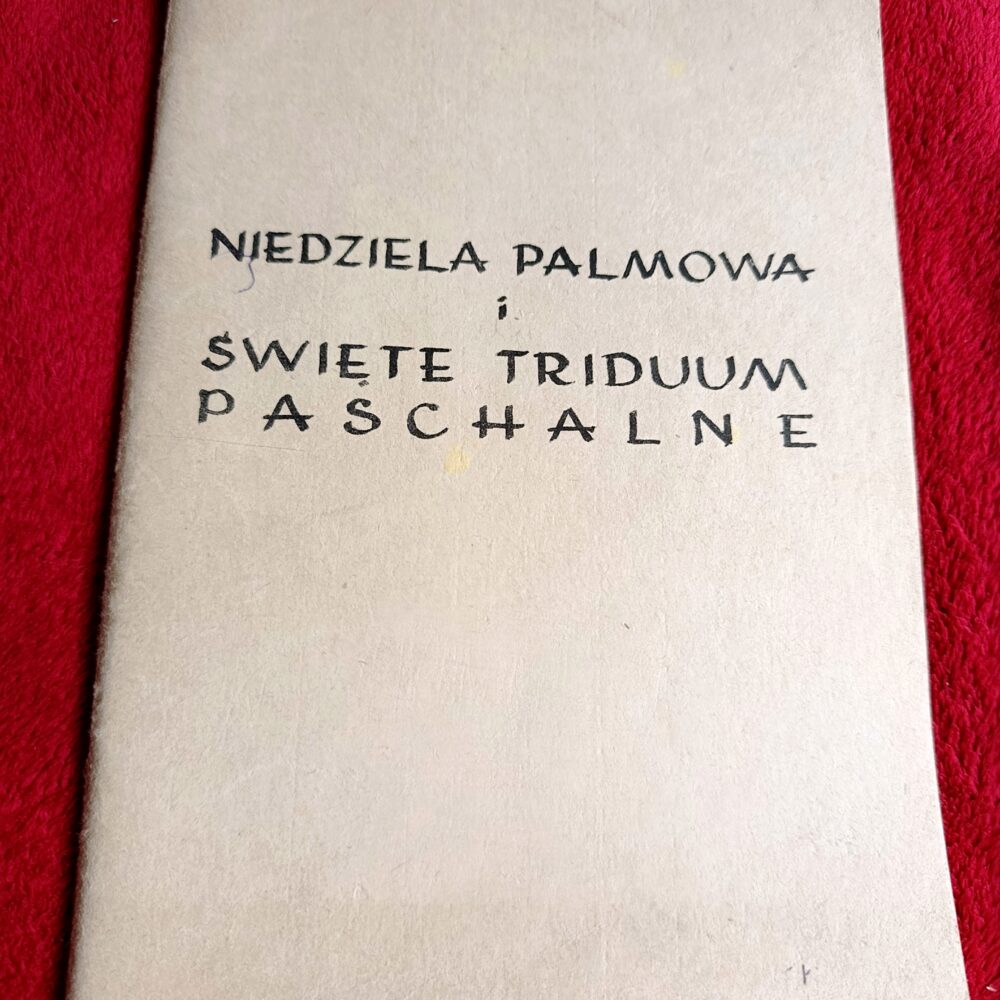 NIEDZIELA PALMOWA
i
ŚWIĘTE TRIDUUM
PASCHALNE